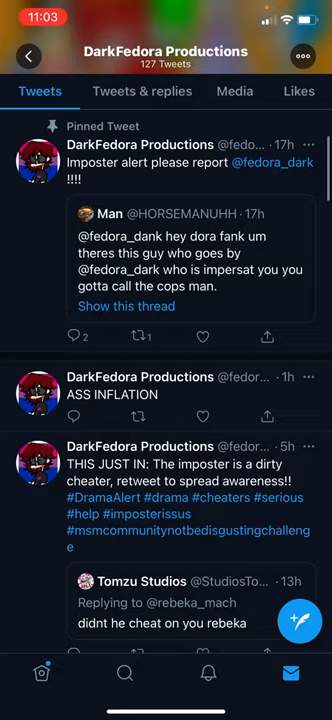 11:03
DarkFedora Productions
127 Tweets
Tweets Tweets & replies Media Likes
Pinned Tweet
DarkFedora Productions @fedo... · 17h
Imposter alert please report @fedora_dark
!!!!
Man @HORSEMANUHH · 17h
@fedora_dank hey dora fank um
theres this guy who goes by
@fedora_dark who is impersat you you
gotta call the cops man.
Show this thread
2 1
DarkFedora Productions @fedor... · 1h
ASS INFLATION
DarkFedora Productions @fedor... · 5h
THIS JUST IN: The imposter is a dirty
cheater, retweet to spread awareness!!
#DramaAlert #drama #cheaters #serious
#help #imposterissus
#msmcommunitynotbedisgustingchalleng
e
Tomzu Studios @StudiosTo... · 13h
Replying to @rebeka_mach
didnt he cheat on you rebeka